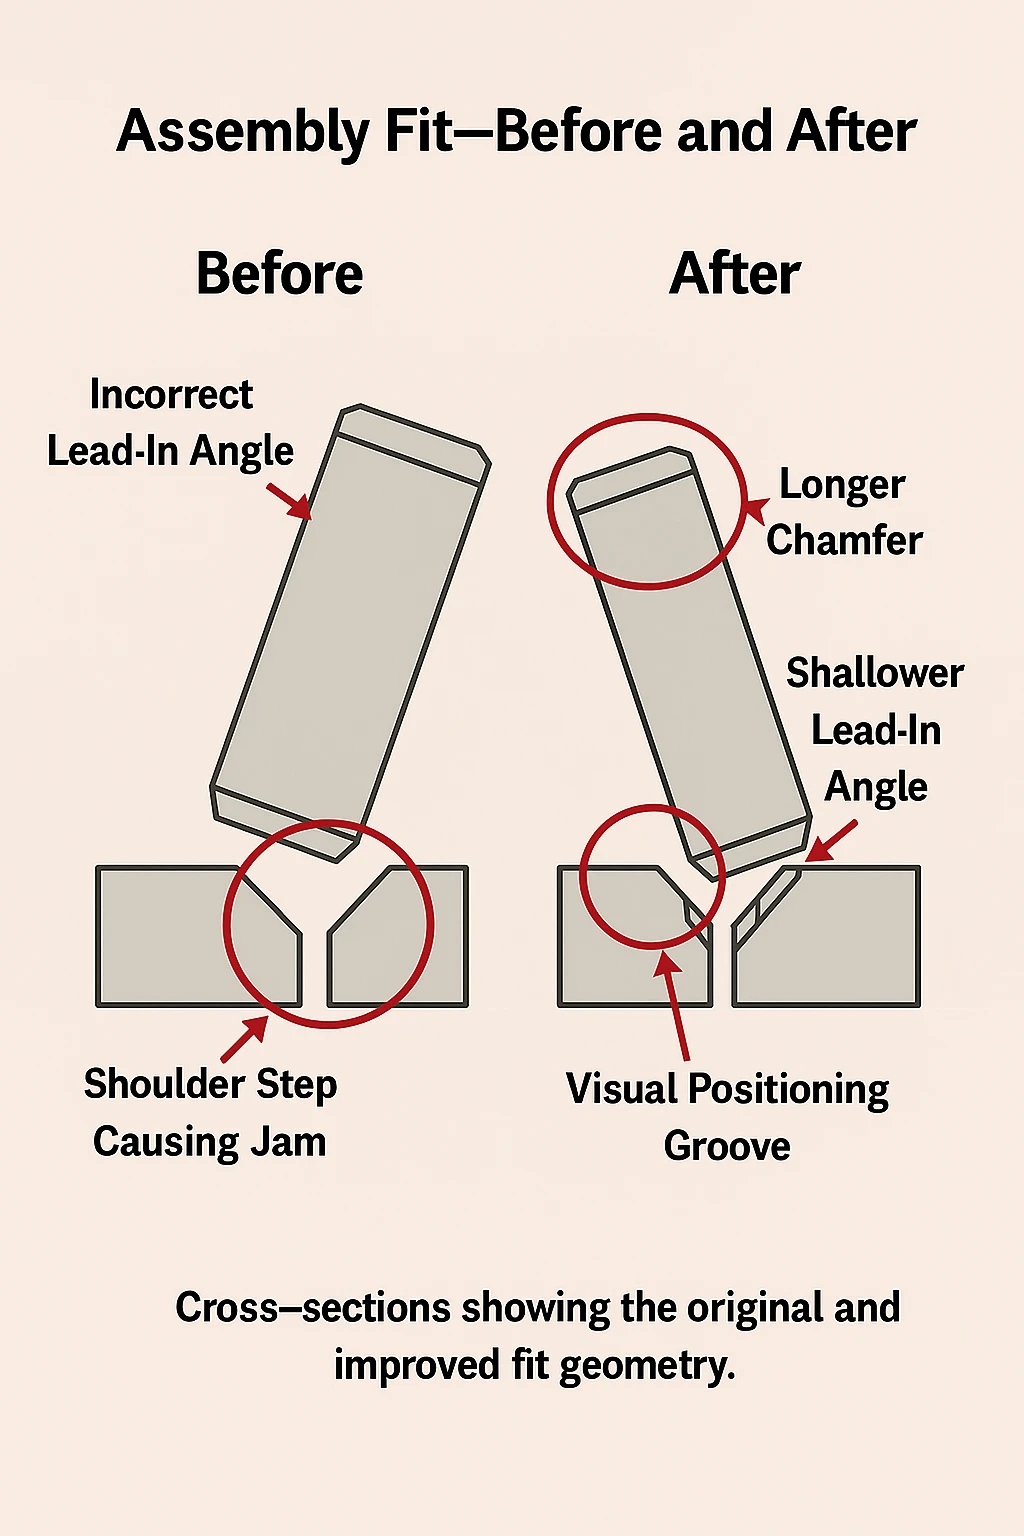 Assembly Fit—Before and After
Before
After
Incorrect
Lead-In Angle
Longer
Chamfer
Shallower
Lead-In
Angle
Shoulder Step
Causing Jam
Visual Positioning
Groove
Cross–sections showing the original and
improved fit geometry.